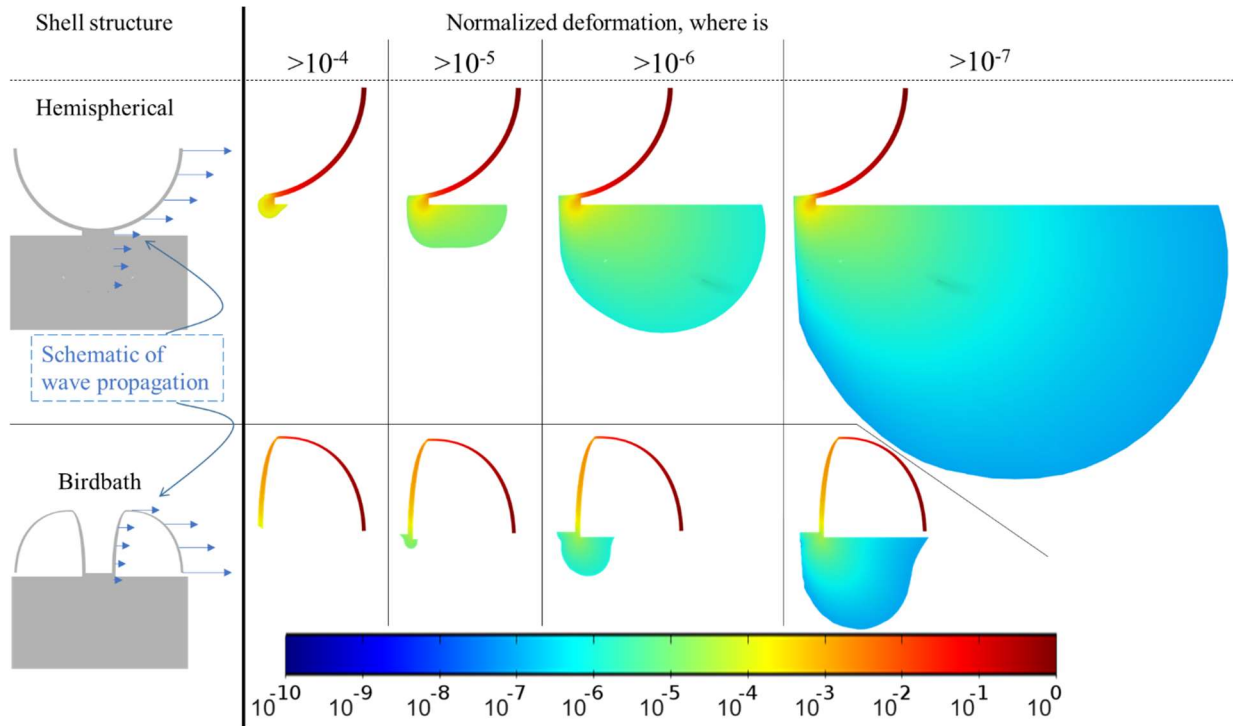 Shell structure
Normalized deformation, where is
>10⁻⁴ >10⁻⁵ >10⁻⁶ >10⁻⁷
Hemispherical
Schematic of
wave propagation
Birdbath
10⁻¹⁰ 10⁻⁹ 10⁻⁸ 10⁻⁷ 10⁻⁶ 10⁻⁵ 10⁻⁴ 10⁻³ 10⁻² 10⁻¹ 10⁰